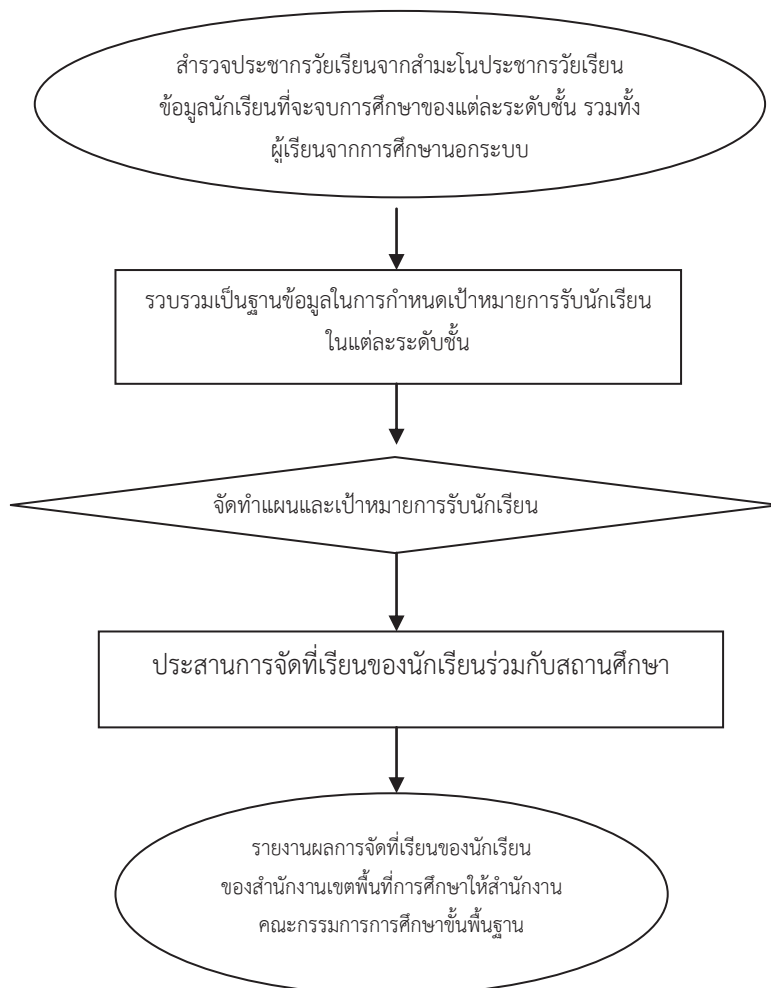 สำรวจประชากรวัยเรียนจากสำมะโนประชากรวัยเรียน
ข้อมูลนักเรียนที่จะจบการศึกษาของแต่ละระดับชั้น รวมทั้ง
ผู้เรียนจากการศึกษานอกระบบ
รวบรวมเป็นฐานข้อมูลในการกำหนดเป้าหมายการรับนักเรียน
ในแต่ละระดับชั้น
จัดทำแผนและเป้าหมายการรับนักเรียน
ประสานการจัดที่เรียนของนักเรียนร่วมกับสถานศึกษา
รายงานผลการจัดที่เรียนของนักเรียน
ของสำนักงานเขตพื้นที่การศึกษาให้สำนักงาน
คณะกรรมการการศึกษาขั้นพื้นฐาน